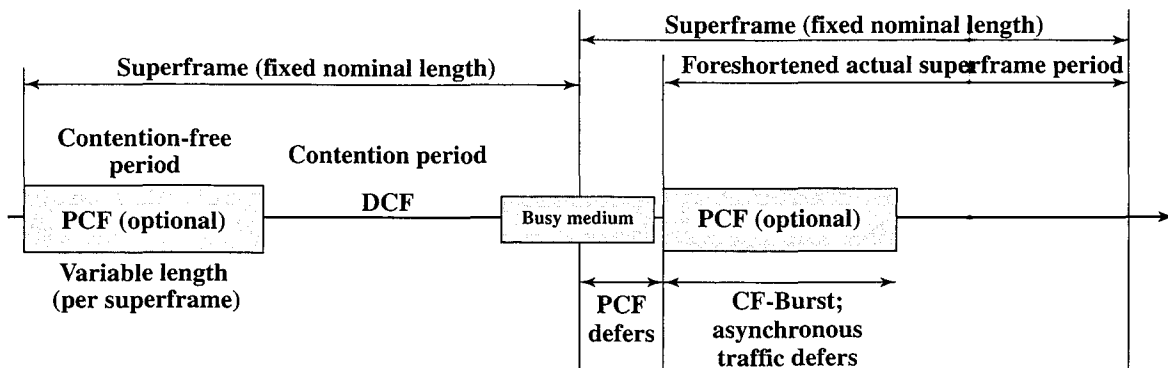 Superframe (fixed nominal length)
Superframe (fixed nominal length)
Foreshortened actual superframe period
Contention-free
period
Contention period
PCF (optional)
DCF
Busy medium
PCF (optional)
Variable length
(per superframe)
PCF
defers
CF-Burst;
asynchronous
traffic defers